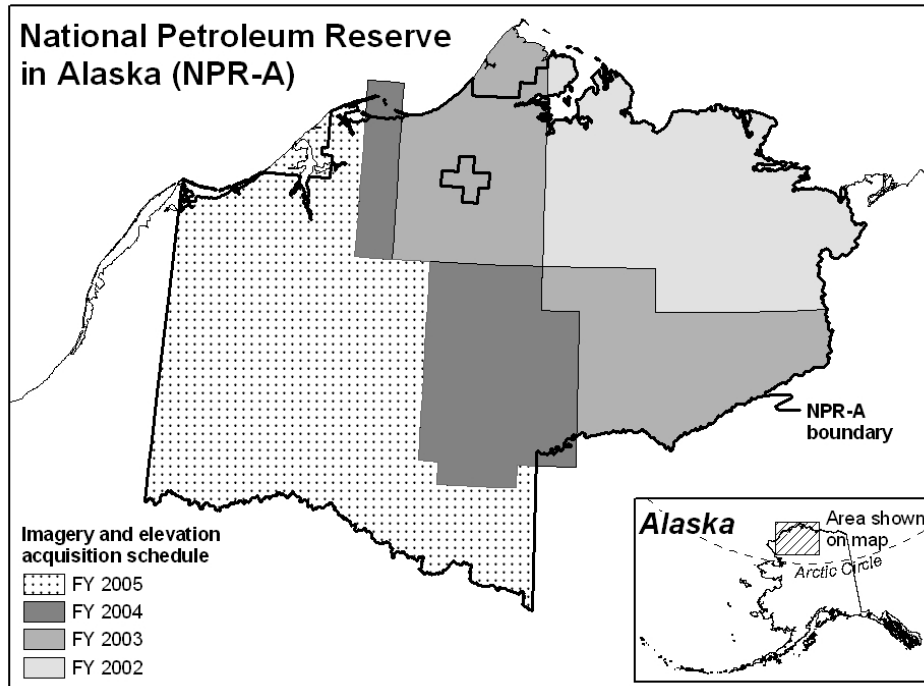 National Petroleum Reserve
in Alaska (NPR-A)
NPR-A
boundary
Imagery and elevation
acquisition schedule
FY 2005
FY 2004
FY 2003
FY 2002
Alaska
Area shown
on map
Arctic Circle